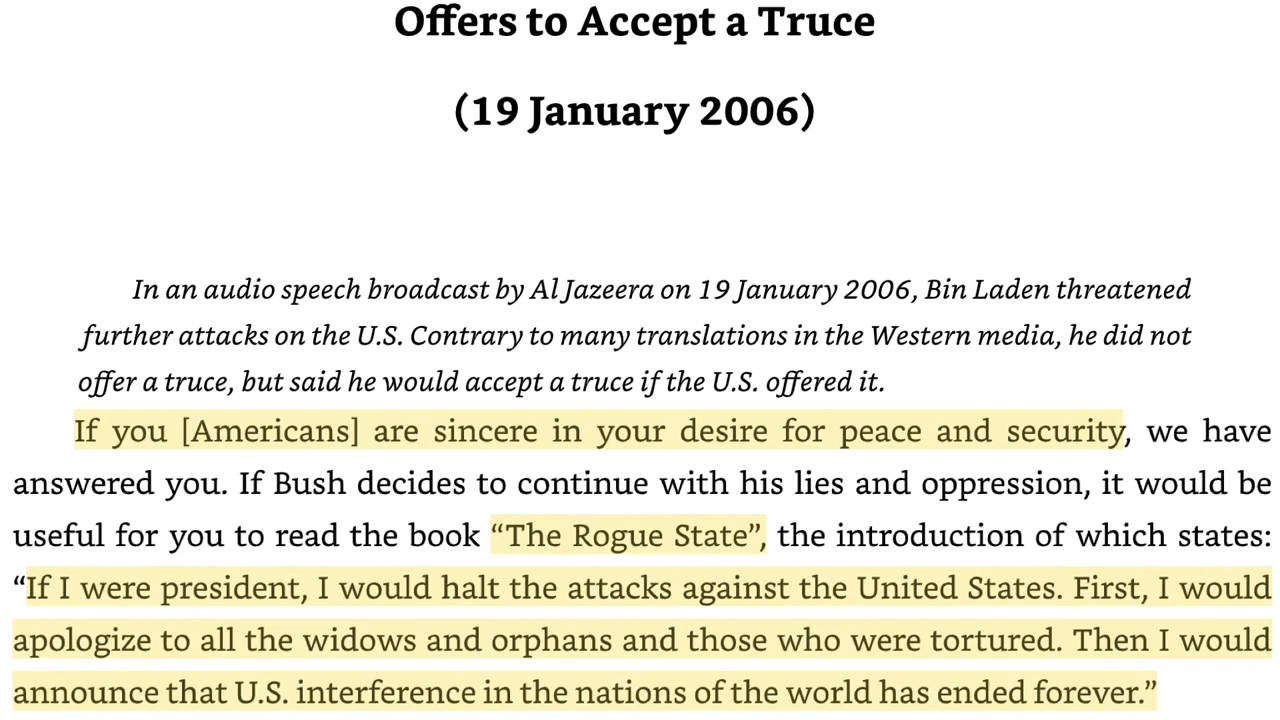 Offers to Accept a Truce
(19 January 2006)
In an audio speech broadcast by Al Jazeera on 19 January 2006, Bin Laden threatened
further attacks on the U.S. Contrary to many translations in the Western media, he did not
offer a truce, but said he would accept a truce if the U.S. offered it.
If you [Americans] are sincere in your desire for peace and security, we have
answered you. If Bush decides to continue with his lies and oppression, it would be
useful for you to read the book “The Rogue State”, the introduction of which states:
“If I were president, I would halt the attacks against the United States. First, I would
apologize to all the widows and orphans and those who were tortured. Then I would
announce that U.S. interference in the nations of the world has ended forever.”